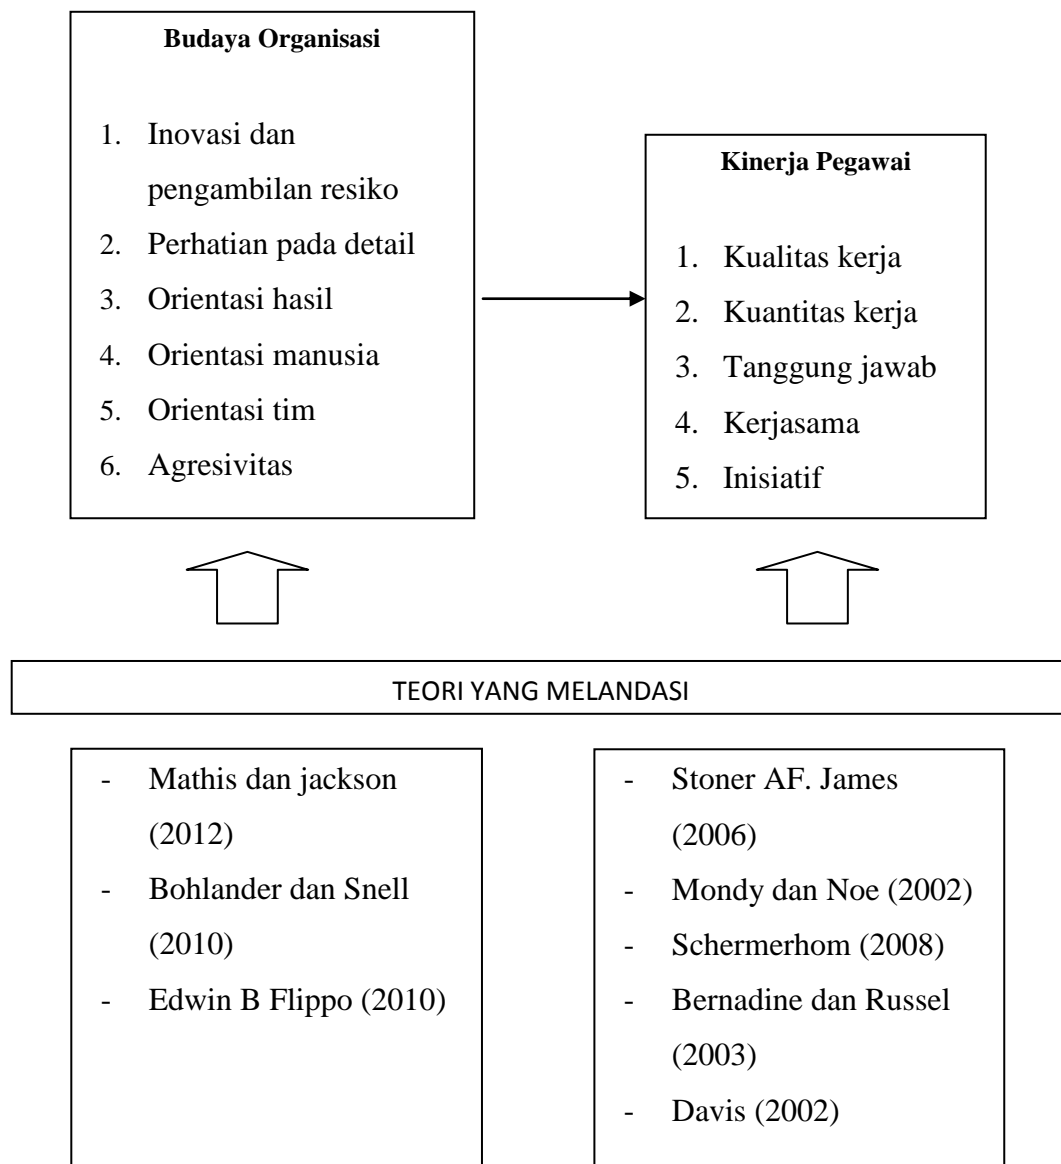 Budaya Organisasi
1. Inovasi dan
pengambilan resiko
2. Perhatian pada detail
3. Orientasi hasil
4. Orientasi manusia
5. Orientasi tim
6. Agresivitas
Kinerja Pegawai
1. Kualitas kerja
2. Kuantitas kerja
3. Tanggung jawab
4. Kerjasama
5. Inisiatif
TEORI YANG MELANDASI
- Mathis dan jackson
(2012)
- Bohlander dan Snell
(2010)
- Edwin B Flippo (2010)
- Stoner AF. James
(2006)
- Mondy dan Noe (2002)
- Schermerhom (2008)
- Bernadine dan Russel
(2003)
- Davis (2002)